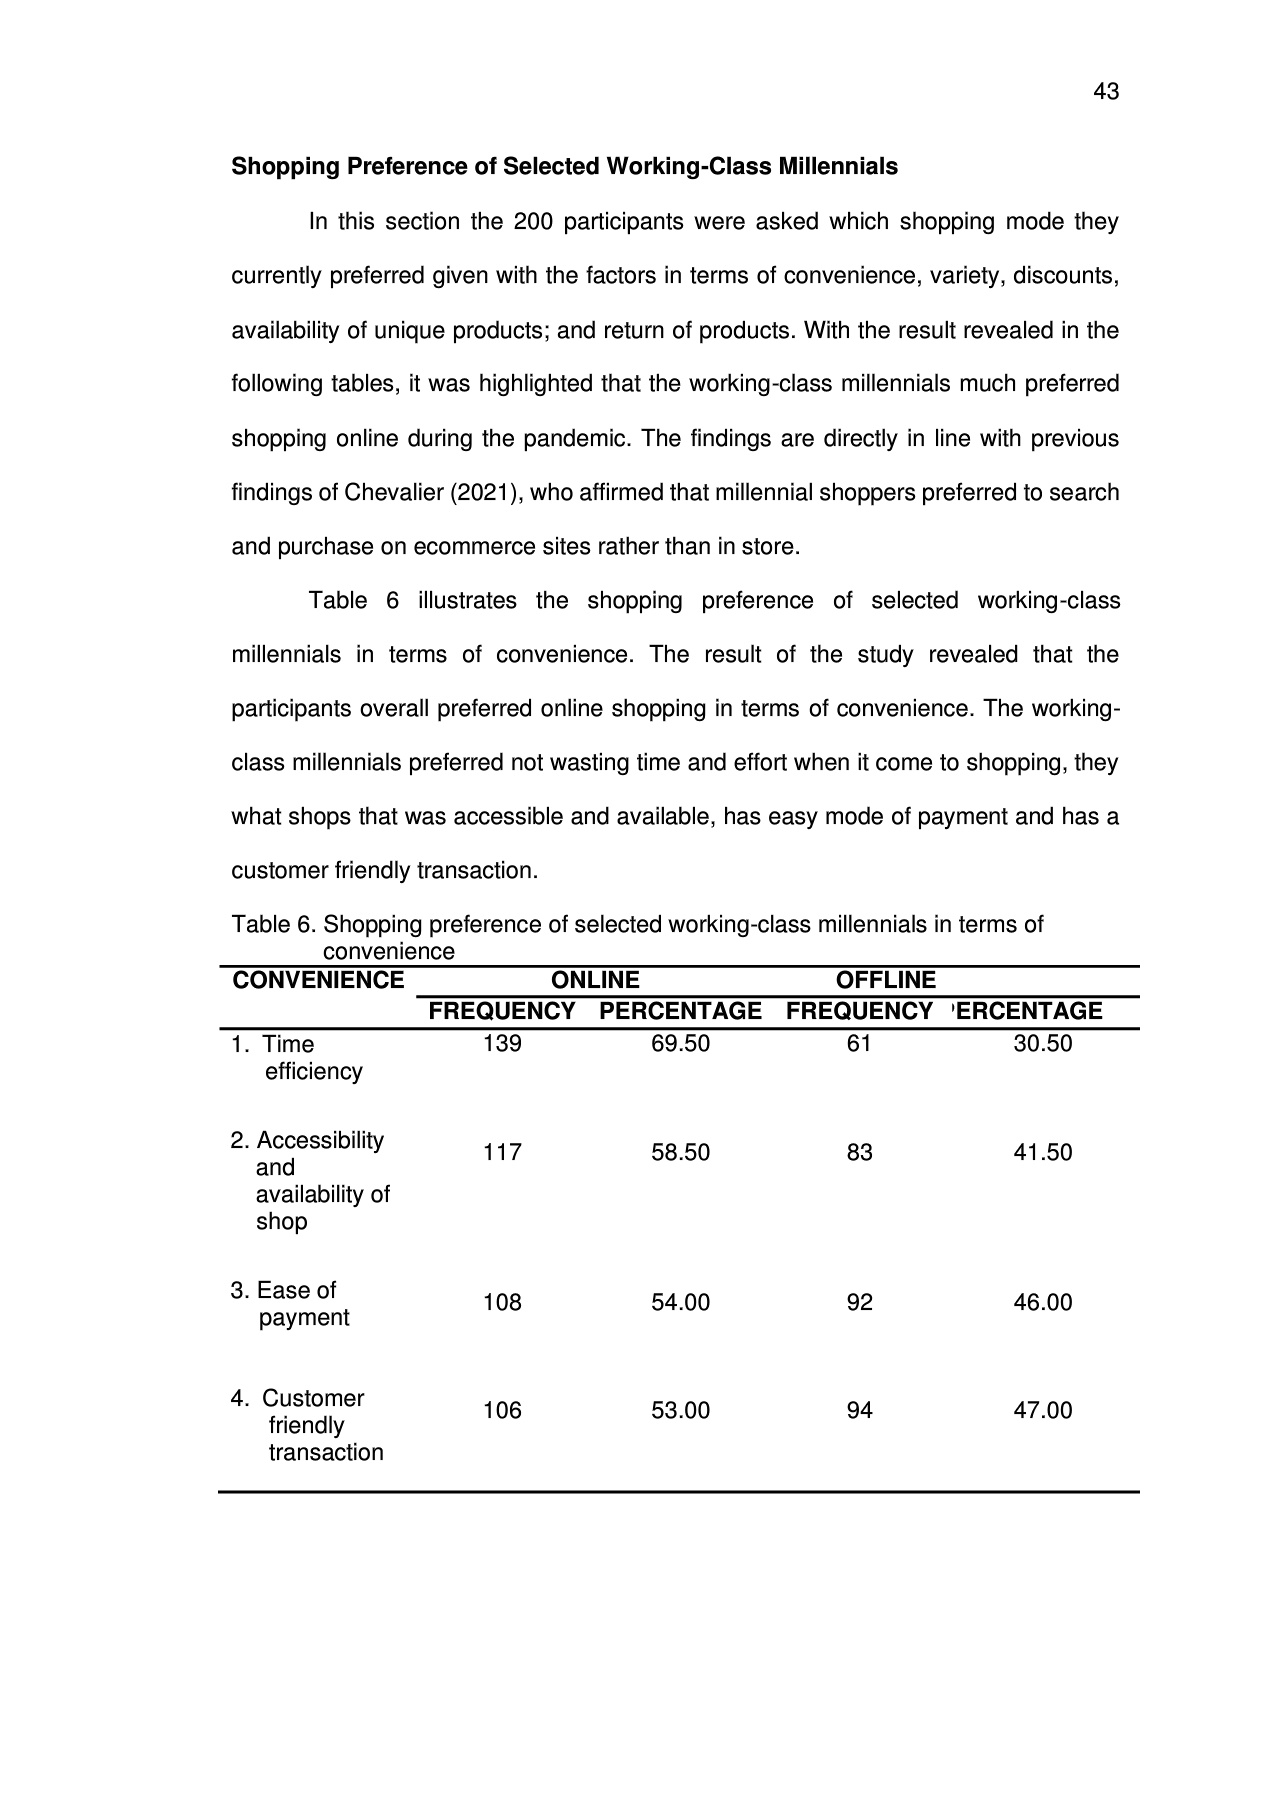 43
Shopping Preference of Selected Working-Class Millennials
In this section the 200 participants were asked which shopping mode they
currently preferred given with the factors in terms of convenience, variety, discounts,
availability of unique products; and return of products. With the result revealed in the
following tables, it was highlighted that the working-class millennials much preferred
shopping online during the pandemic. The findings are directly in line with previous
findings of Chevalier (2021), who affirmed that millennial shoppers preferred to search
and purchase on ecommerce sites rather than in store.
Table 6 illustrates the shopping preference of selected working-class
millennials in terms of convenience. The result of the study revealed that the
participants overall preferred online shopping in terms of convenience. The working-
class millennials preferred not wasting time and effort when it come to shopping, they
what shops that was accessible and available, has easy mode of payment and has a
customer friendly transaction.
Table 6. Shopping preference of selected working-class millennials in terms of
convenience
CONVENIENCE ONLINE OFFLINE
FREQUENCY PERCENTAGE FREQUENCY ERCENTAGE
1. Time 139 69.50 61 30.50
efficiency
2. Accessibility
117 58.50 83 41.50
and
availability of
shop
3. Ease of
108 54.00 92 46.00
payment
4. Customer
106 53.00 94 47.00
friendly
transaction